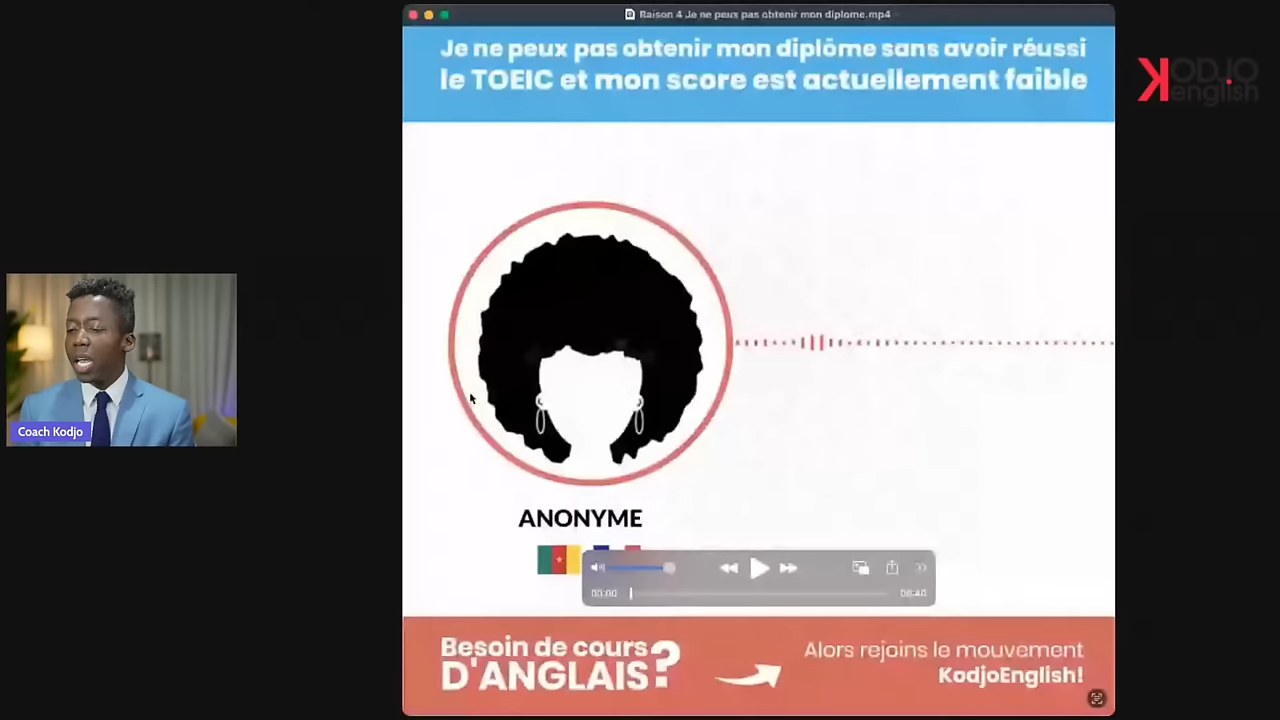 Raison 4 Je ne peux pas obtenir mon diplome.mp4
Je ne peux pas obtenir mon diplôme sans avoir réussi
le TOEIC et mon score est actuellement faible
KODJO
english
Coach Kodjo
ANONYME
00:00
00:40
Besoin de cours
D'ANGLAIS?
Alors rejoins le mouvement
KodjoEnglish!